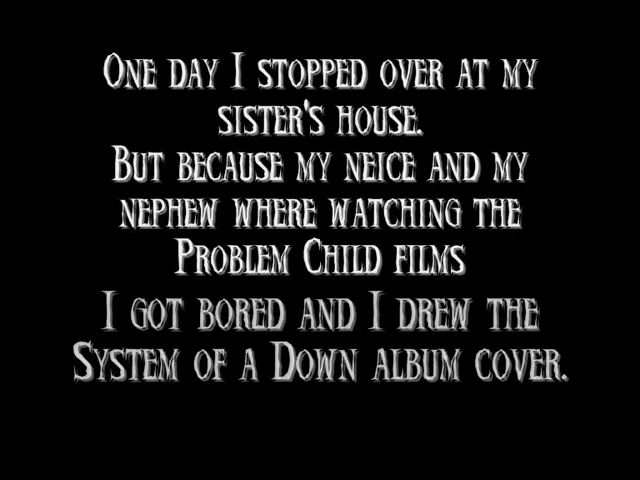 One day I stopped over at my
sister's house.
But because my neice and my
nephew where watching the
Problem Child films
I got bored and I drew the
System of a Down album cover.